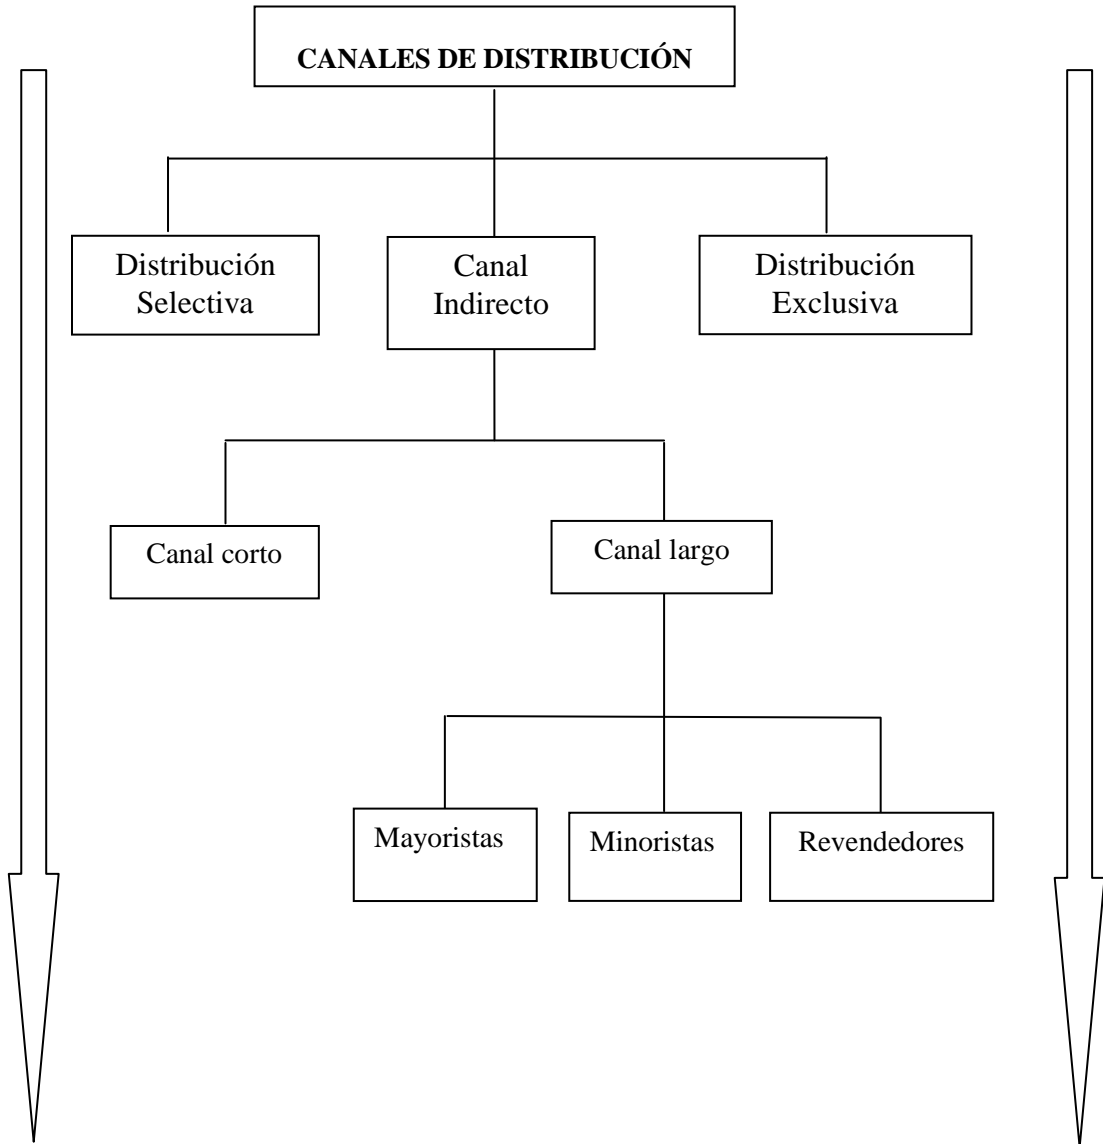 CANALES DE DISTRIBUCIÓN
Distribución
Selectiva
Canal
Indirecto
Distribución
Exclusiva
Canal corto
Canal largo
Mayoristas
Minoristas
Revendedores